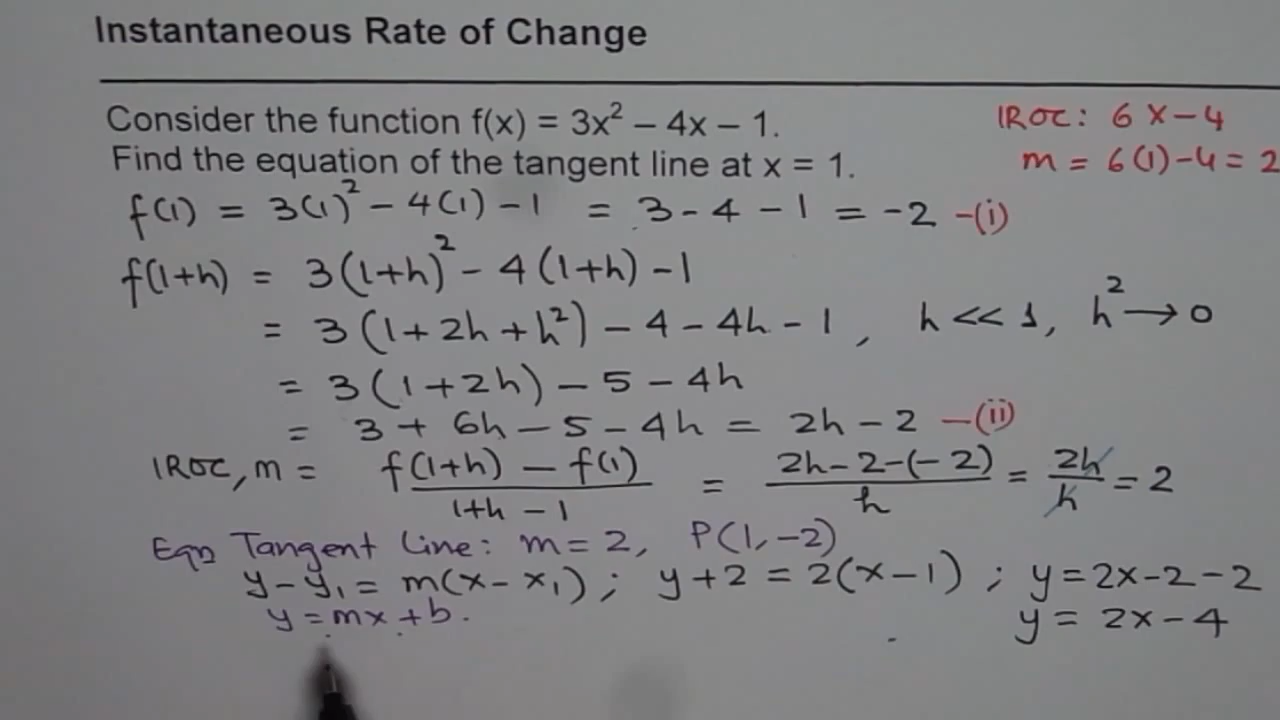 Instantaneous Rate of Change
Consider the function f(x) = 3x² – 4x – 1.
IROC: 6x-4
Find the equation of the tangent line at x = 1.
m = 6(1)-4 = 2
f(1) = 3(1)² - 4(1) - 1 = 3 - 4 - 1 = -2 -(i)
f(1+h) = 3(1+h)² - 4(1+h) - 1
= 3(1+2h+h²) - 4 - 4h - 1, h << 1, h² → 0
= 3(1+2h) - 5 - 4h
= 3 + 6h - 5 - 4h = 2h - 2 -(ii)
IROC, m = f(1+h) - f(1) / 1+h - 1 = 2h-2-(-2) / h = 2h / h = 2
Eqn Tangent Line: m = 2, P(1, -2)
y - y₁ = m(x - x₁) ; y+2 = 2(x-1) ; y = 2x-2-2
y = mx + b.
y = 2x - 4